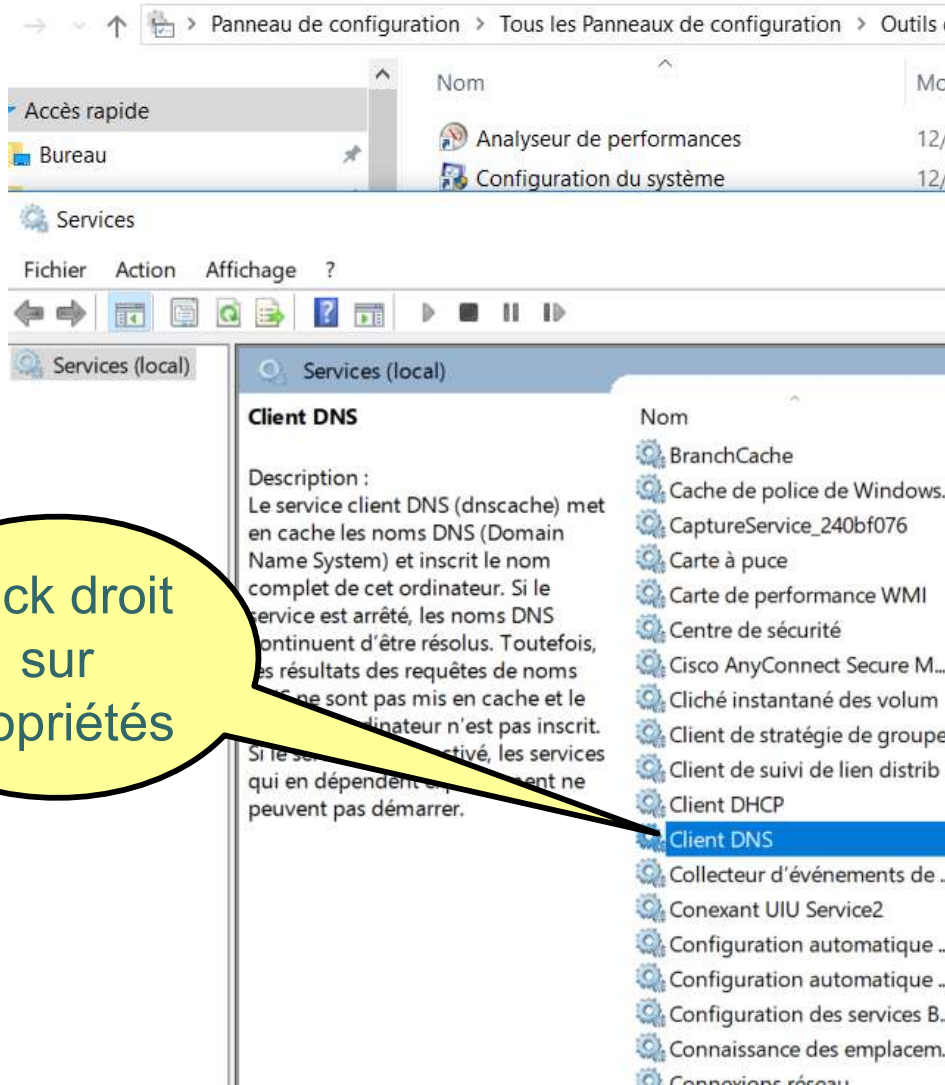 Panneau de configuration > Tous les Panneaux de configuration > Outils
Accès rapide
Bureau
Nom
Analyseur de performances 12/
Configuration du système 12/
Services
Fichier Action Affichage ?
Services (local)
Services (local)
Client DNS
Description :
Le service client DNS (dnscache) met
en cache les noms DNS (Domain
Name System) et inscrit le nom
complet de cet ordinateur. Si le
service est arrêté, les noms DNS
continuent d'être résolus. Toutefois,
les résultats des requêtes de noms
ne sont pas mis en cache et le
n'est pas inscrit.
Si le les services
qui en dépendent ne
peuvent pas démarrer.
ck droit
sur
opriétés
Nom
BranchCache
Cache de police de Windows.
CaptureService_240bf076
Carte à puce
Carte de performance WMI
Centre de sécurité
Cisco AnyConnect Secure M...
Cliché instantané des volum
Client de stratégie de groupe
Client de suivi de lien distrib
Client DHCP
Client DNS
Collecteur d'événements de ..
Conexant UIU Service2
Configuration automatique ..
Configuration automatique ..
Configuration des services B..
Connaissance des emplacem.
Connexions réseau